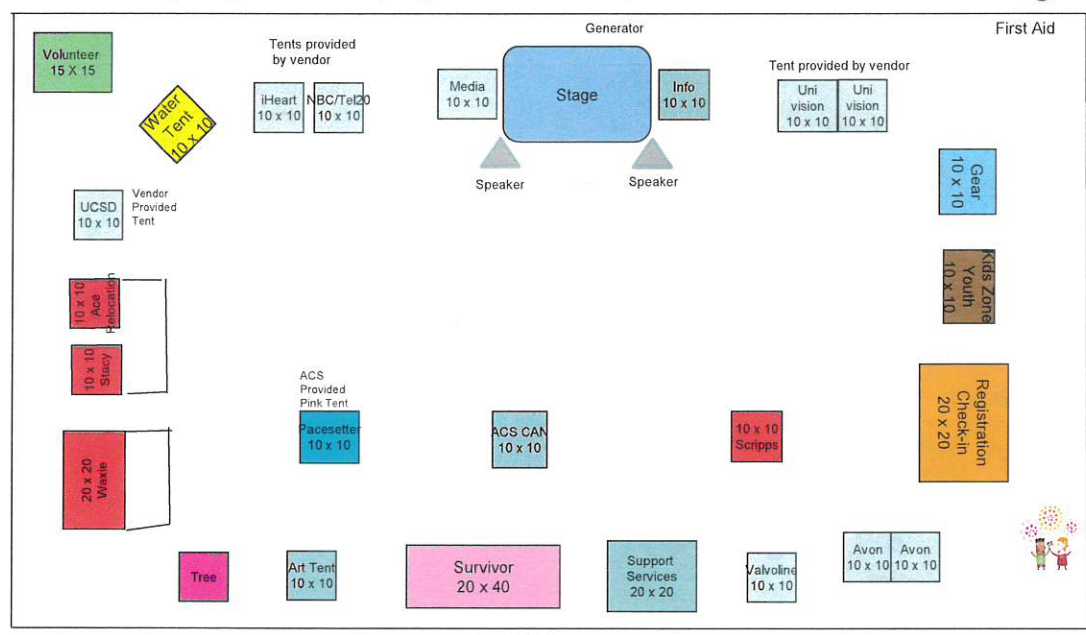 Generator
First Aid
Volunteer
15 X 15
Tents provided
by vendor
Water
Tent
10 x 10
iHeart
10 x 10
NBC/Tel20
10 x 10
Media
10 x 10
Stage
Info
10 x 10
Tent provided by vendor
Uni
vision
10 x 10
Uni
vision
10 x 10
Speaker
Speaker
Gear
10 x 10
UCSD
10 x 10
Vendor
Provided
Tent
10 x 10
Ace
Relocation
Kids Zone
Youth
10 x 10
10 x 10
Stacy
ACS
Provided
Pink Tent
Pacesetter
10 x 10
ACS CAN
10 x 10
10 x 10
Scripps
Registration
Check-in
20 x 20
20 x 20
Waxie
Tree
Art Tent
10 x 10
Survivor
20 x 40
Support
Services
20 x 20
Valvoline
10 x 10
Avon
10 x 10
Avon
10 x 10